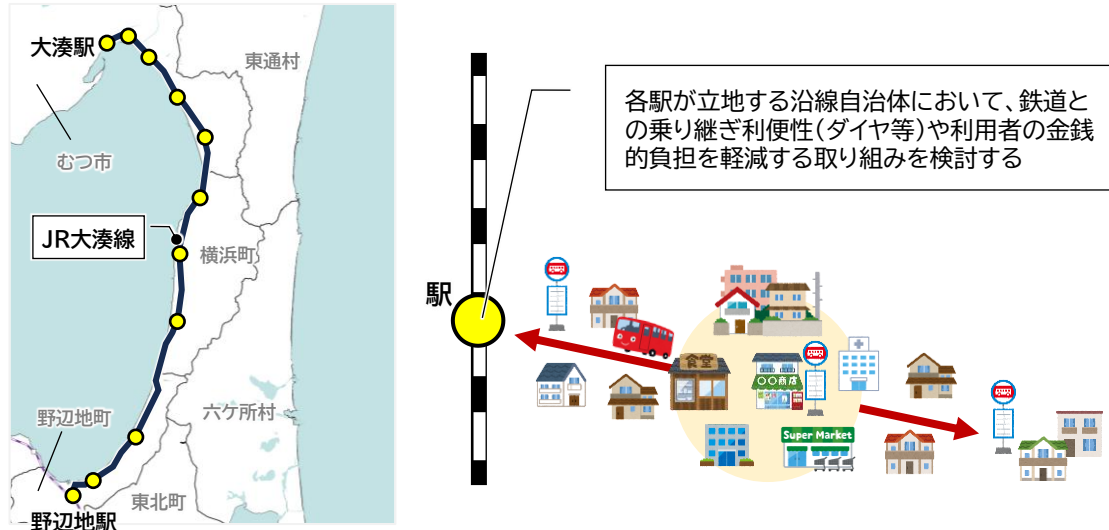 大湊駅
東通村
むつ市
JR大湊線
横浜町
野辺地町
六ケ所村
東北町
野辺地駅
各駅が立地する沿線自治体において、鉄道と
の乗り継ぎ利便性(ダイヤ等)や利用者の金銭
的負担を軽減する取り組みを検討する
駅
食堂
〇〇商店
Super Market